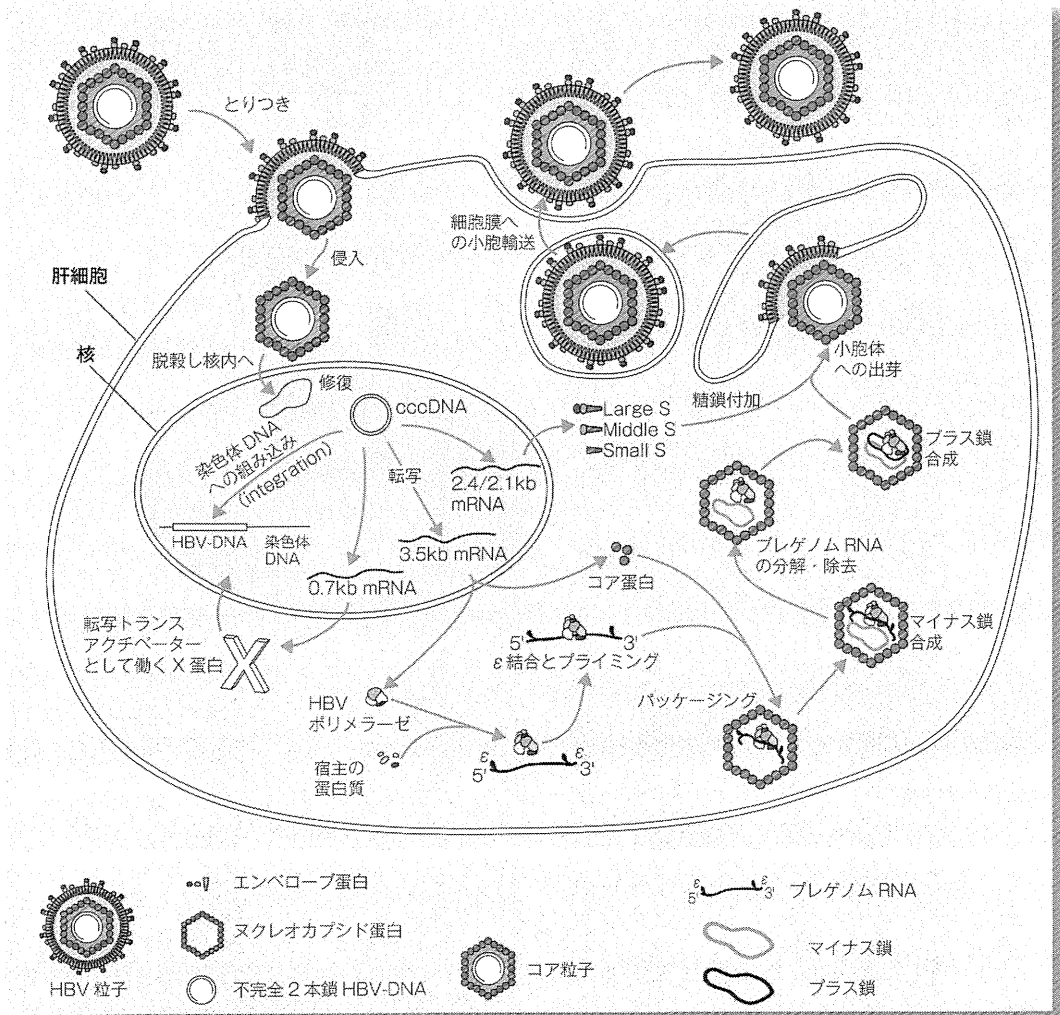 とりつき
侵入
肝細胞
核
脱殻し核内へ
修復
cccDNA
染色体DNA
への組み込み
(integration)
転写
2.4/2.1kb
mRNA
HBV-DNA
染色体
DNA
3.5kb mRNA
0.7kb mRNA
転写トランス
アクチベーター
として働くX蛋白
細胞膜へ
の小胞輸送
Large S
Middle S
Small S
糖鎖付加
小胞体
への出芽
プラス鎖
合成
プレゲノムRNA
の分解・除去
マイナス鎖
合成
コア蛋白
5' 3'
ε結合とプライミング
パッケージング
HBV
ポリメラーゼ
宿主の
蛋白質
ε ε
5' 3'
HBV粒子
エンベロープ蛋白
ヌクレオカプシド蛋白
不完全2本鎖HBV-DNA
コア粒子
ε ε
5' 3'
プレゲノムRNA
マイナス鎖
プラス鎖